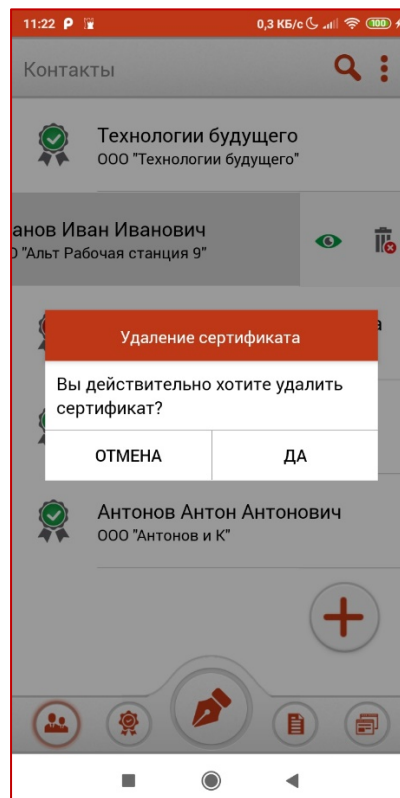 11:22 P 0,3 КБ/с 100
Контакты
Технологии будущего
ООО "Технологии будущего"
анов Иван Иванович
"Альт Рабочая станция 9"
а
Удаление сертификата
Вы действительно хотите удалить
сертификат?
ОТМЕНА ДА
Антонов Антон Антонович
ООО "Антонов и К"